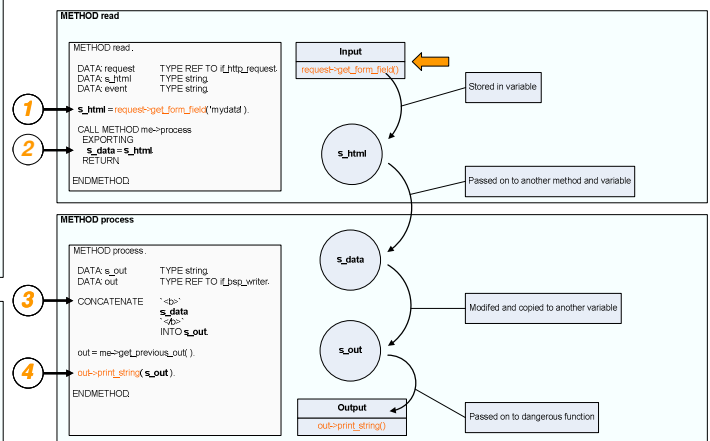 METHOD read
METHOD read.
DATA: request TYPE REF TO if_http_request.
DATA: s_html TYPE string.
DATA: event TYPE string.
1
s_html = request->get_form_field( 'mydata' ).
CALL METHOD me->process
2
EXPORTING
s_data = s_html.
RETURN.
ENDMETHOD.
Input
request->get_form_field()
Stored in variable
s_html
Passed on to another method and variable
METHOD process
METHOD process.
DATA: s_out TYPE string.
DATA: out TYPE REF TO if_bsp_writer.
3
CONCATENATE `<b>`
s_data
`</b>`
INTO s_out.
out = me->get_previous_out( ).
4
out->print_string( s_out ).
ENDMETHOD.
s_data
Modifed and copied to another variable
s_out
Output
out->print_string()
Passed on to dangerous function